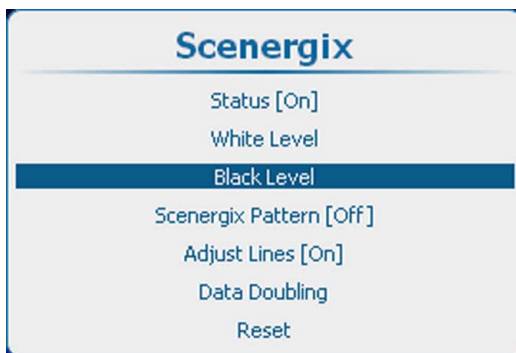 Scenergix
Status [On]
White Level
Black Level
Scenergix Pattern [Off]
Adjust Lines [On]
Data Doubling
Reset